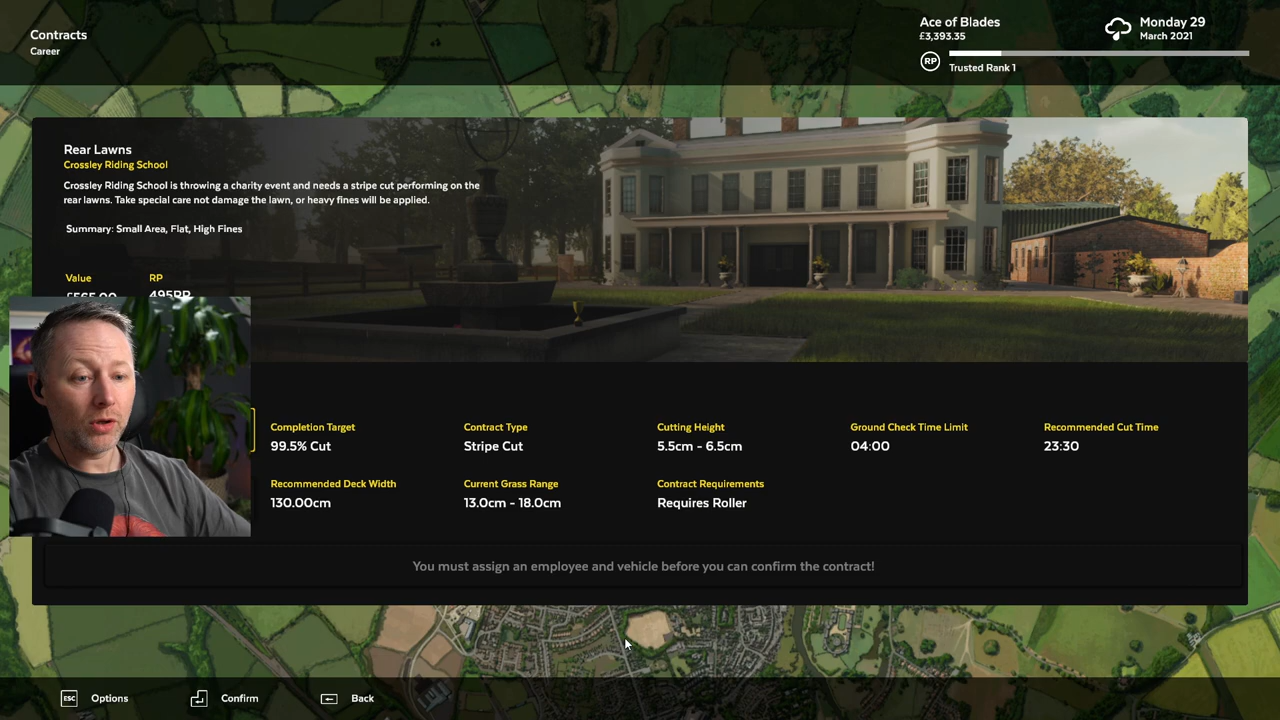 Contracts
Career
Ace of Blades
£3,393.35
RP
Trusted Rank 1
Monday 29
March 2021
Rear Lawns
Crossley Riding School
Crossley Riding School is throwing a charity event and needs a stripe cut performing on the
rear lawns. Take special care not damage the lawn, or heavy fines will be applied.
Summary: Small Area, Flat, High Fines
Value RP
£565.00 495RP
Completion Target
99.5% Cut
Contract Type
Stripe Cut
Cutting Height
5.5cm - 6.5cm
Ground Check Time Limit
04:00
Recommended Cut Time
23:30
Recommended Deck Width
130.00cm
Current Grass Range
13.0cm - 18.0cm
Contract Requirements
Requires Roller
You must assign an employee and vehicle before you can confirm the contract!
ESC Options Confirm Back